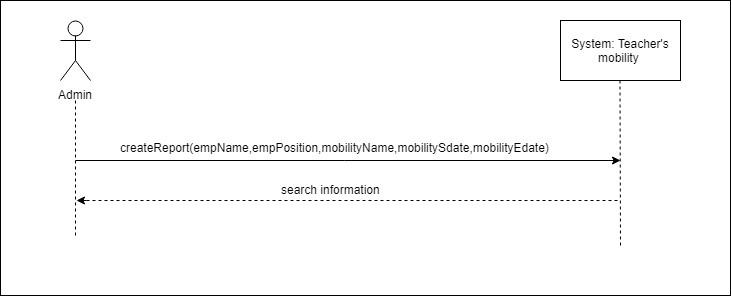 System: Teacher's
mobility
Admin
createReport(empName,empPosition,mobilityName,mobilitySdate,mobilityEdate)
search information